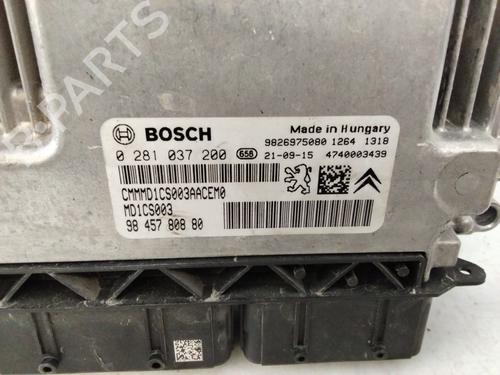 BOSCH
Made in Hungary
9826975080 1264 1318
0 281 037 200 656 21-09-15 4740003439
CMMMD1CS003AACEM0
MD1CS003
98 457 808 80